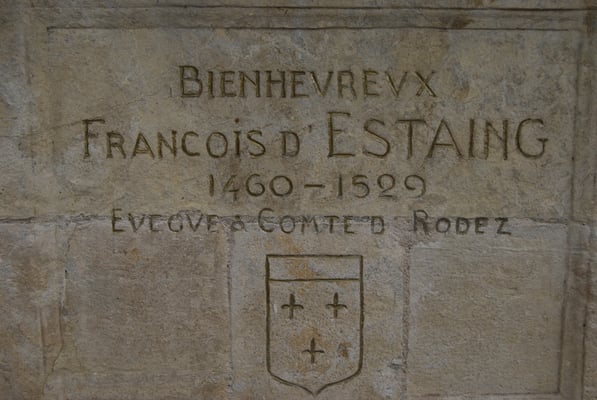 BIENHEVREVX
FRANCOIS D' ESTAING
1460 - 1529
EVEQVE & COMTE D RODEZ